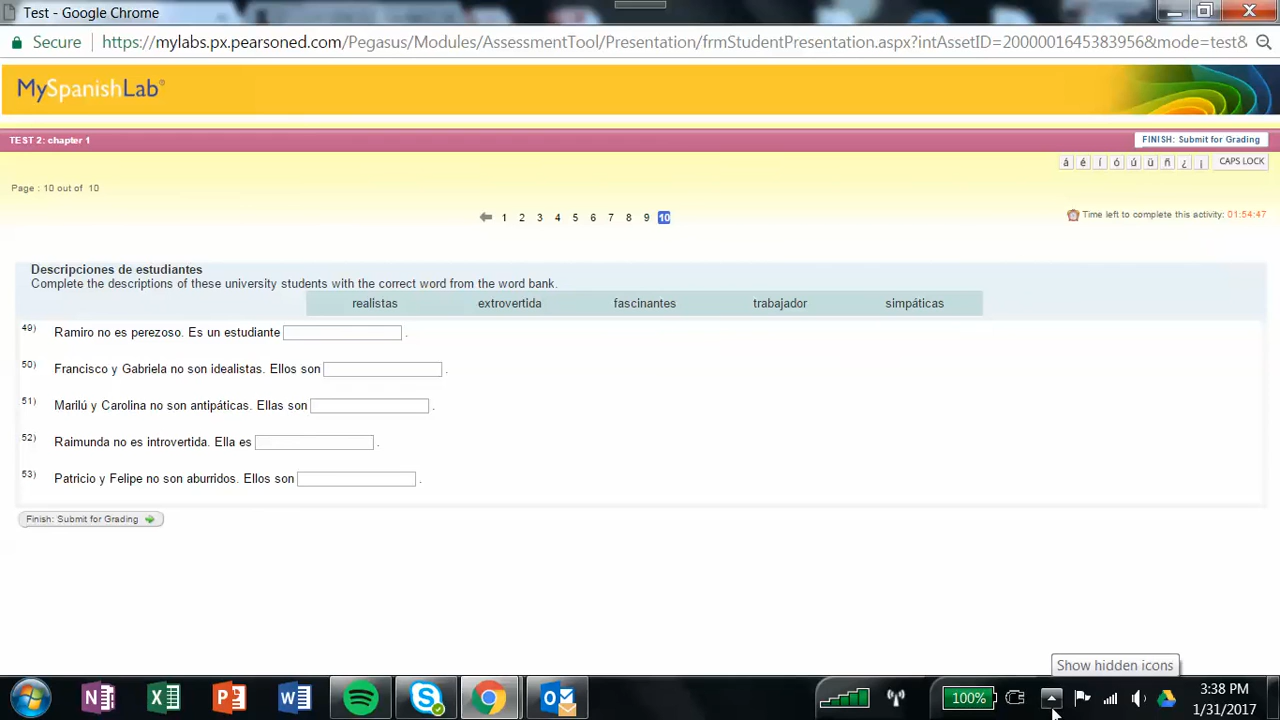 Test - Google Chrome
Secure https://mylabs.px.pearsoned.com/Pegasus/Modules/AssessmentTool/Presentation/frmStudentPresentation.aspx?intAssetID=2000001645383956&mode=test&
MySpanishLab®
TEST 2: chapter 1 FINISH: Submit for Grading
á é í ó ú ü ñ ¿ ¡ CAPS LOCK
Page : 10 out of 10
1 2 3 4 5 6 7 8 9 10 Time left to complete this activity: 01:54:47
Descripciones de estudiantes
Complete the descriptions of these university students with the correct word from the word bank.
realistas extrovertida fascinantes trabajador simpáticas
49) Ramiro no es perezoso. Es un estudiante .
50) Francisco y Gabriela no son idealistas. Ellos son .
51) Marilú y Carolina no son antipáticas. Ellas son .
52) Raimunda no es introvertida. Ella es .
53) Patricio y Felipe no son aburridos. Ellos son .
Finish: Submit for Grading
Show hidden icons
100% 3:38 PM
1/31/2017